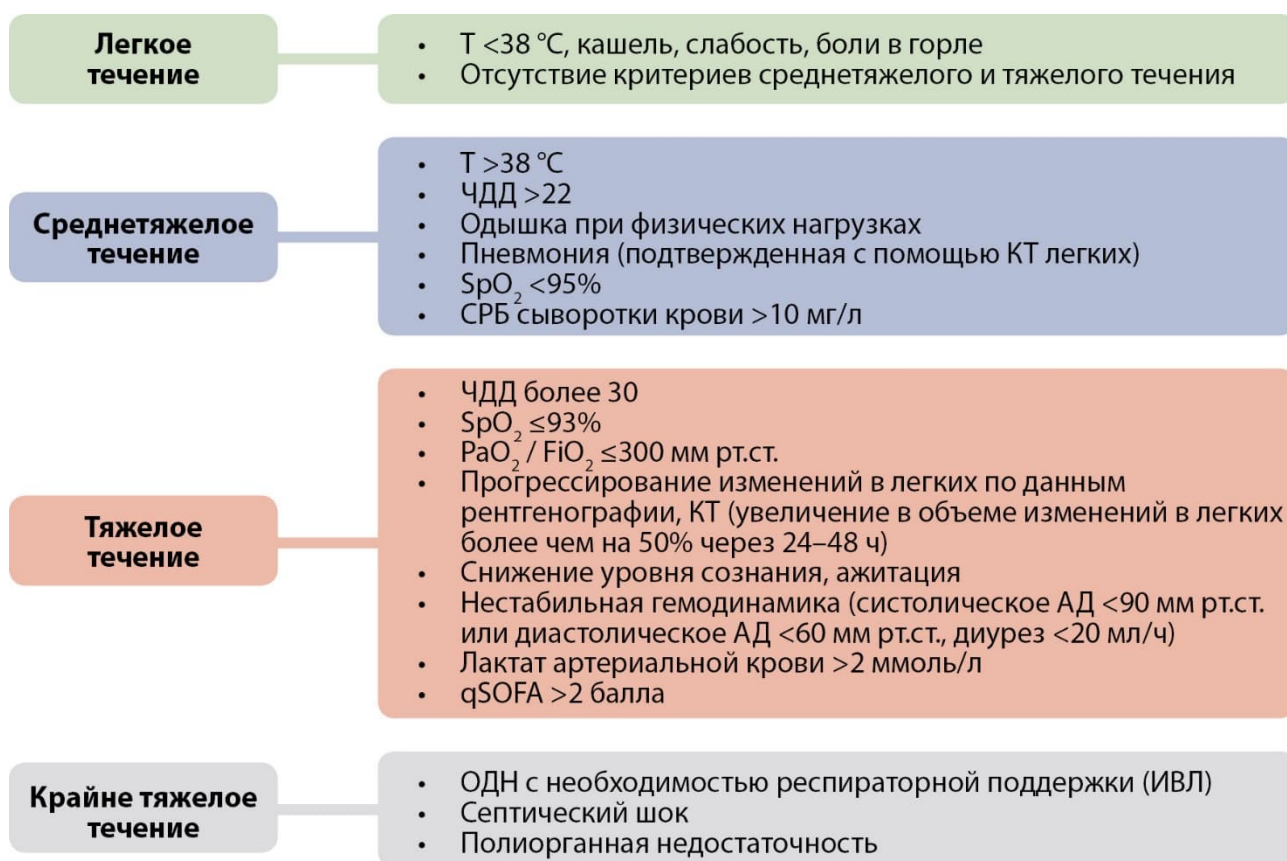 Легкое
течение
• T <38 °C, кашель, слабость, боли в горле
• Отсутствие критериев среднетяжелого и тяжелого течения
Среднетяжелое
течение
• T >38 °C
• ЧДД >22
• Одышка при физических нагрузках
• Пневмония (подтвержденная с помощью КТ легких)
• SpO₂ <95%
• СРБ сыворотки крови >10 мг/л
Тяжелое
течение
• ЧДД более 30
• SpO₂ ≤93%
• PaO₂ / FiO₂ ≤300 мм рт.ст.
• Прогрессирование изменений в легких по данным
рентгенографии, КТ (увеличение в объеме изменений в легких
более чем на 50% через 24–48 ч)
• Снижение уровня сознания, ажитация
• Нестабильная гемодинамика (систолическое АД <90 мм рт.ст.
или диастолическое АД <60 мм рт.ст., диурез <20 мл/ч)
• Лактат артериальной крови >2 ммоль/л
• qSOFA >2 балла
Крайне тяжелое
течение
• ОДН с необходимостью респираторной поддержки (ИВЛ)
• Септический шок
• Полиорганная недостаточность